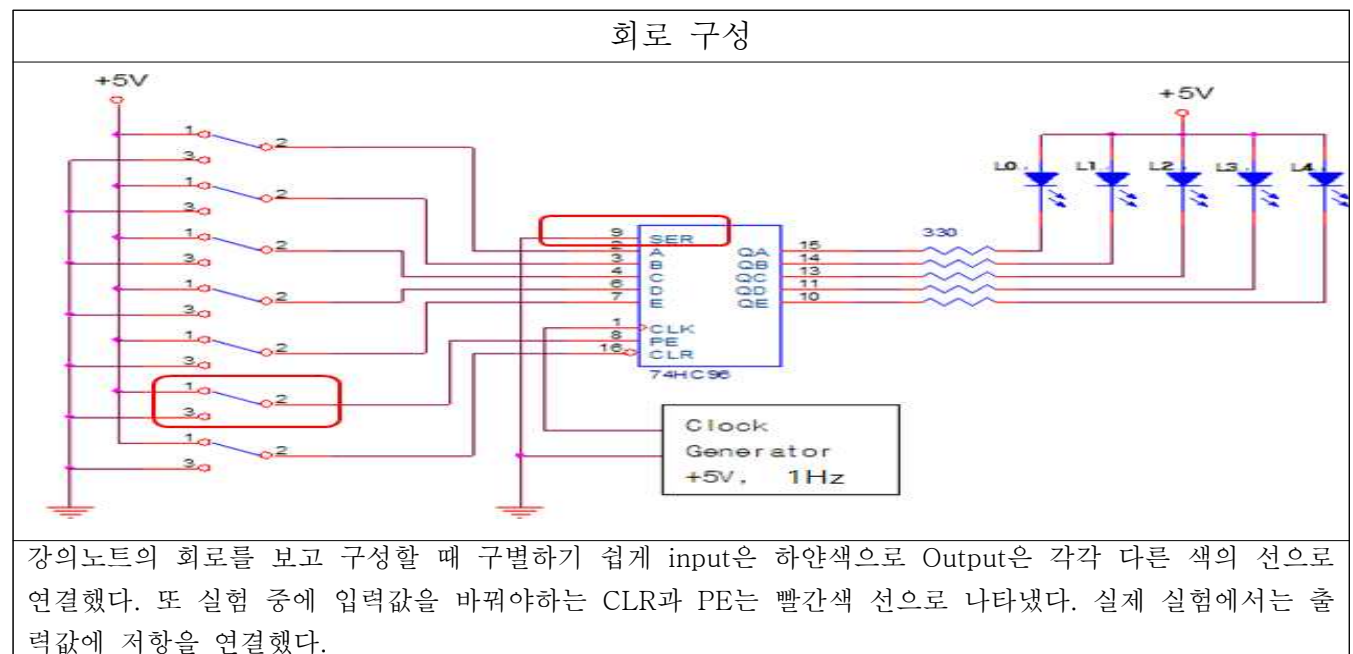 회로 구성
+5V
+5V
1
2
3
1
2
3
1
2
3
1
2
3
1
2
3
1
2
3
1
2
3
L0
L1
L2
L3
L4
330
9 SER
2 A QA 15
3 B QB 14
4 C QC 13
6 D QD 11
7 E QE 10
1 CLK
8 PE
16 CLR
74HC96
Clock
Generator
+5V, 1Hz
강의노트의 회로를 보고 구성할 때 구별하기 쉽게 input은 하얀색으로 Output은 각각 다른 색의 선으로
연결했다. 또 실험 중에 입력값을 바꿔야하는 CLR과 PE는 빨간색 선으로 나타냈다. 실제 실험에서는 출
력값에 저항을 연결했다.